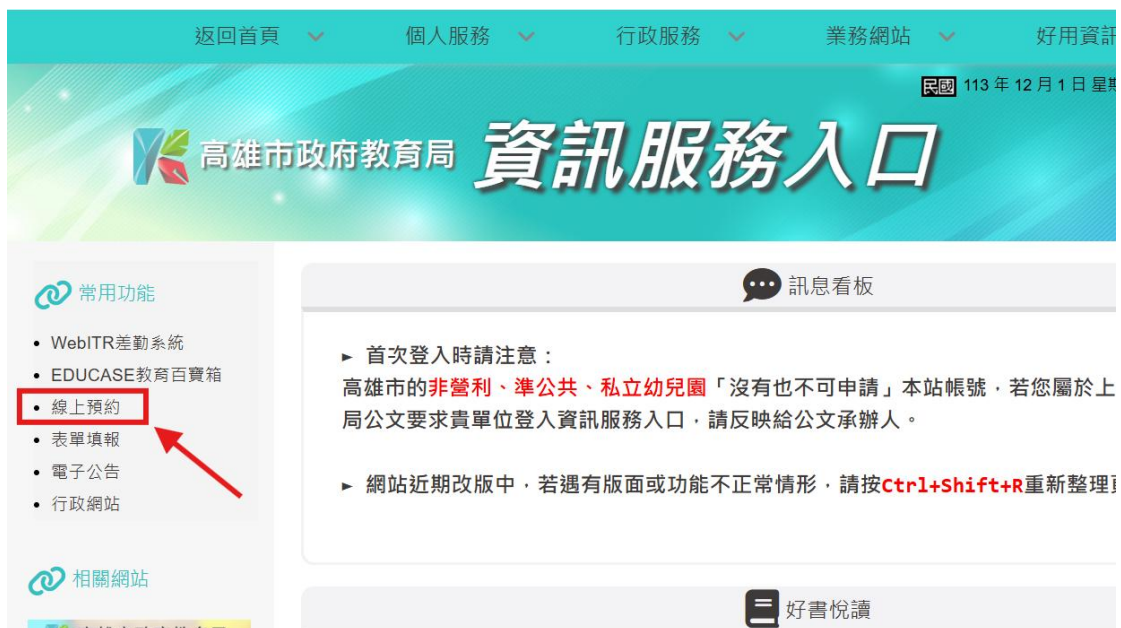 返回首頁 個人服務 行政服務 業務網站 好用資訊
民國 113 年 12 月 1 日 星期
高雄市政府教育局 資訊服務入口
常用功能
WebITR差勤系統
EDUCASE教育百寶箱
線上預約
表單填報
電子公告
行政網站
相關網站
訊息看板
► 首次登入時請注意：
高雄市的非營利、準公共、私立幼兒園「沒有也不可申請」本站帳號，若您屬於上
局公文要求貴單位登入資訊服務入口，請反映給公文承辦人。
► 網站近期改版中，若遇有版面或功能不正常情形，請按Ctrl+Shift+R重新整理
好書悅讀